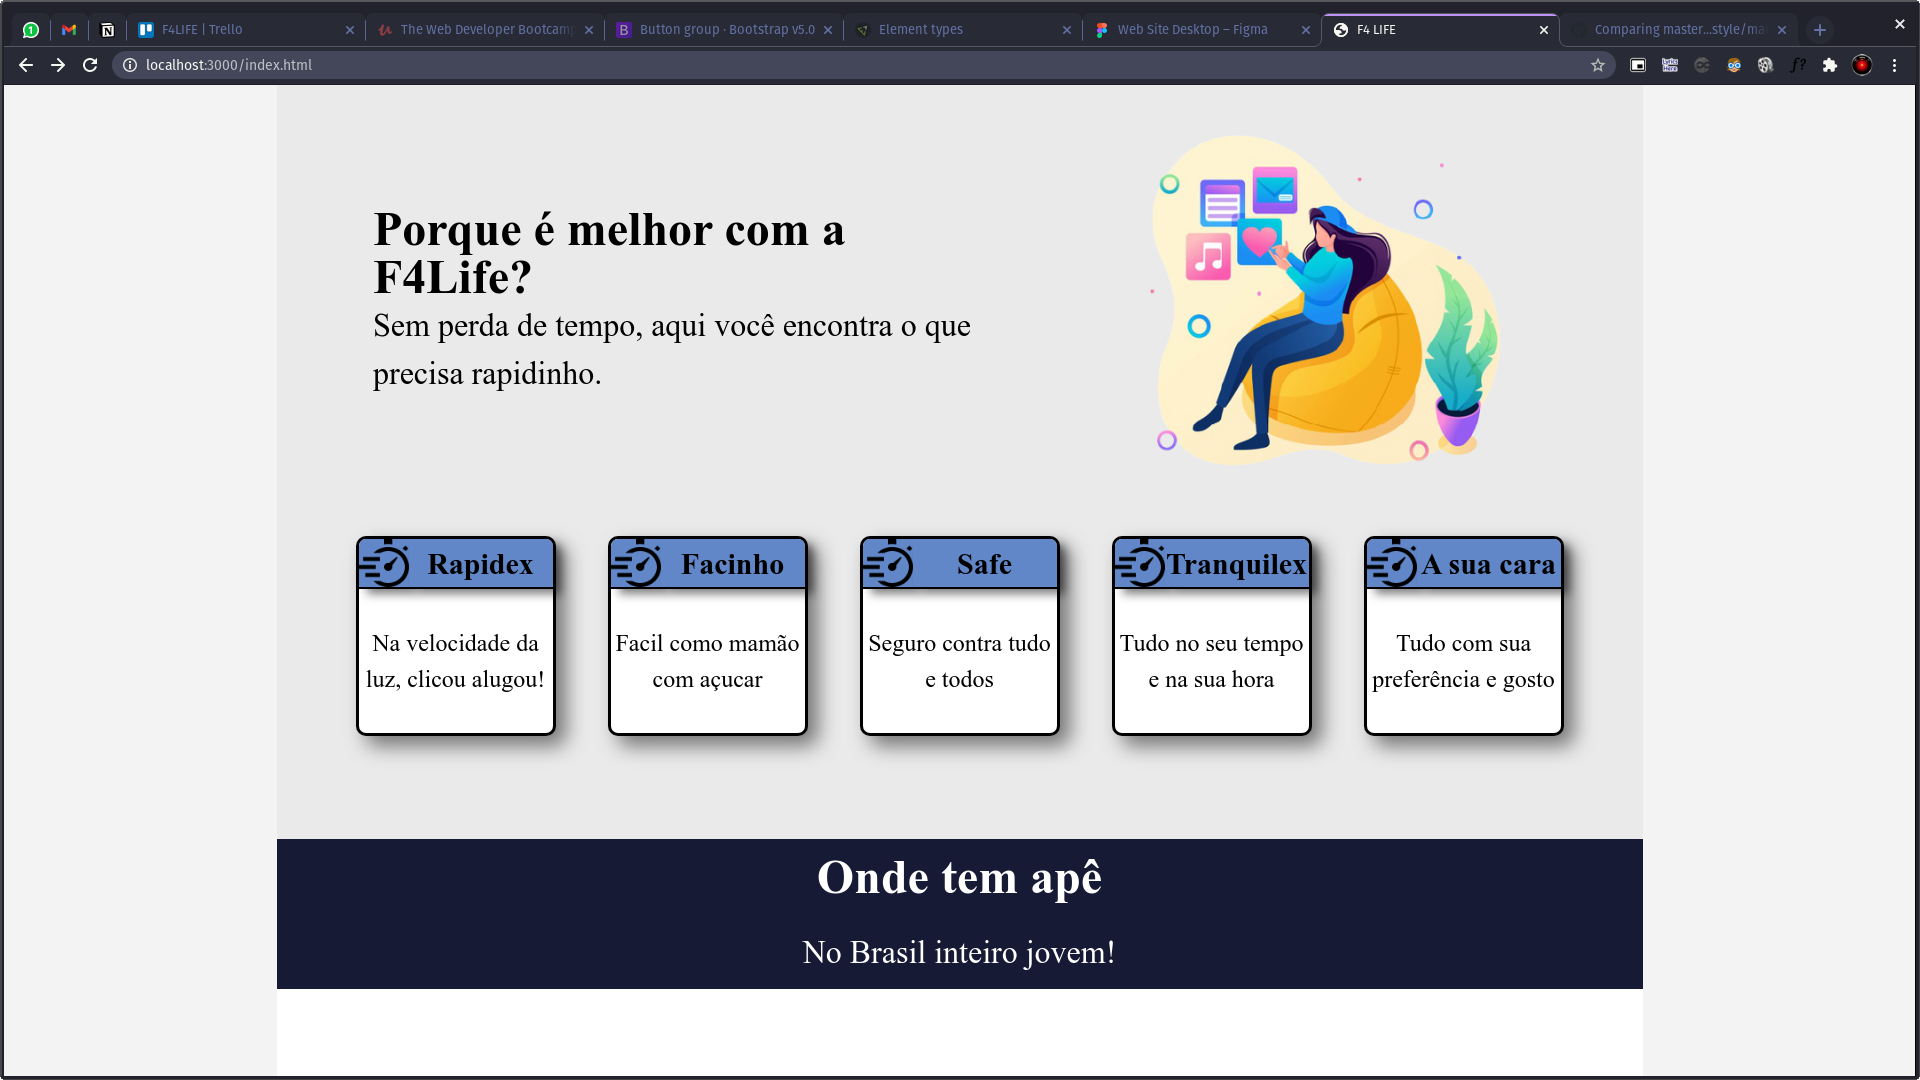 F4LIFE | Trello
The Web Developer Bootcamp
Button group · Bootstrap v5.0
Element types
Web Site Desktop – Figma
F4 LIFE
Comparing master...style/ma
localhost:3000/index.html
Porque é melhor com a
F4Life?
Sem perda de tempo, aqui você encontra o que
precisa rapidinho.
Rapidex
Na velocidade da
luz, clicou alugou!
Facinho
Facil como mamão
com açucar
Safe
Seguro contra tudo
e todos
Tranquilex
Tudo no seu tempo
e na sua hora
A sua cara
Tudo com sua
preferência e gosto
Onde tem apê
No Brasil inteiro jovem!